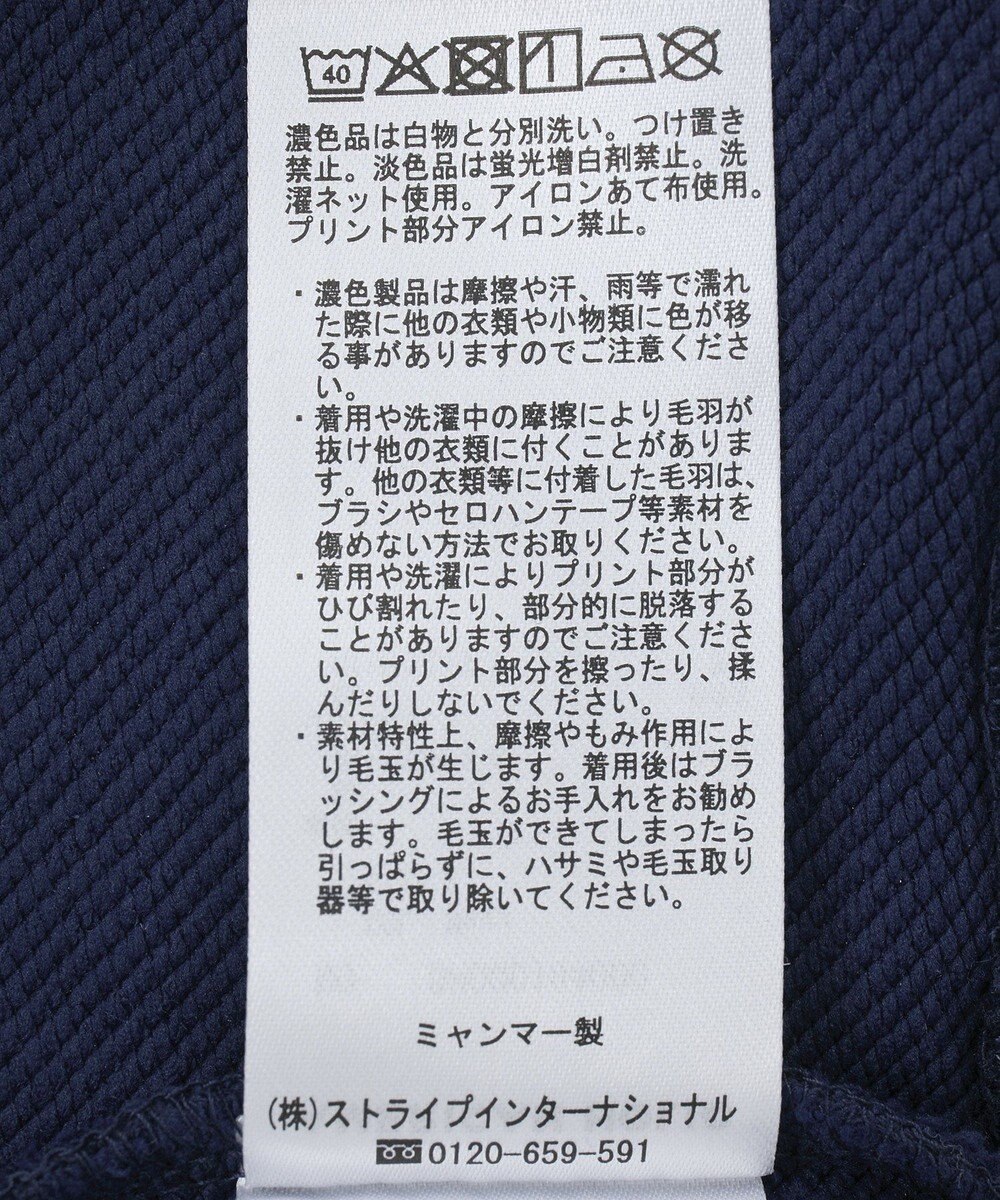 40
濃色品は白物と分別洗い。つけ置き
禁止。淡色品は蛍光増白剤禁止。洗
濯ネット使用。アイロンあて布使用。
プリント部分アイロン禁止。
・濃色製品は摩擦や汗、雨等で濡れ
た際に他の衣類や小物類に色が移
る事がありますのでご注意くださ
い。
・着用や洗濯中の摩擦により毛羽が
抜け他の衣類に付くことがありま
す。他の衣類等に付着した毛羽は、
ブラシやセロハンテープ等素材を
傷めない方法でお取りください。
・着用や洗濯によりプリント部分が
ひび割れたり、部分的に脱落する
ことがありますのでご注意くださ
い。プリント部分を擦ったり、揉
んだりしないでください。
・素材特性上、摩擦やもみ作用によ
り毛玉が生じます。着用後はブラ
ッシングによるお手入れをお勧め
します。毛玉ができてしまったら
引っぱらずに、ハサミや毛玉取り
器等で取り除いてください。
ミャンマー製
(株)ストライプインターナショナル
0120-659-591